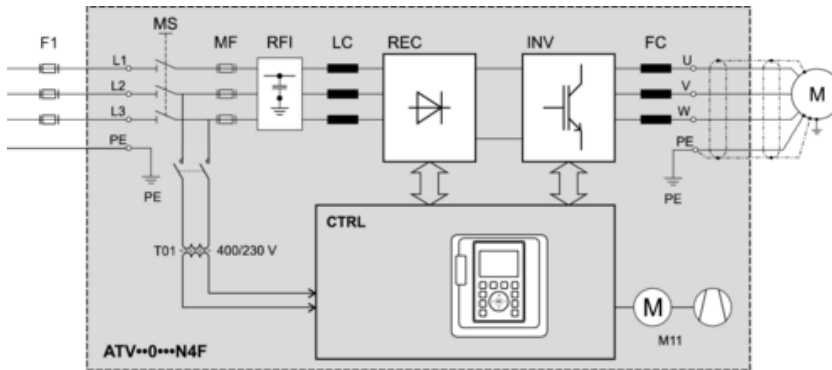 MS
F1 MF RFI LC REC INV FC
L1 U
L2 V M
L3 W
PE PE
PE PE
CTRL
T01 400/230 V
M
M11
ATV••0•••N4F